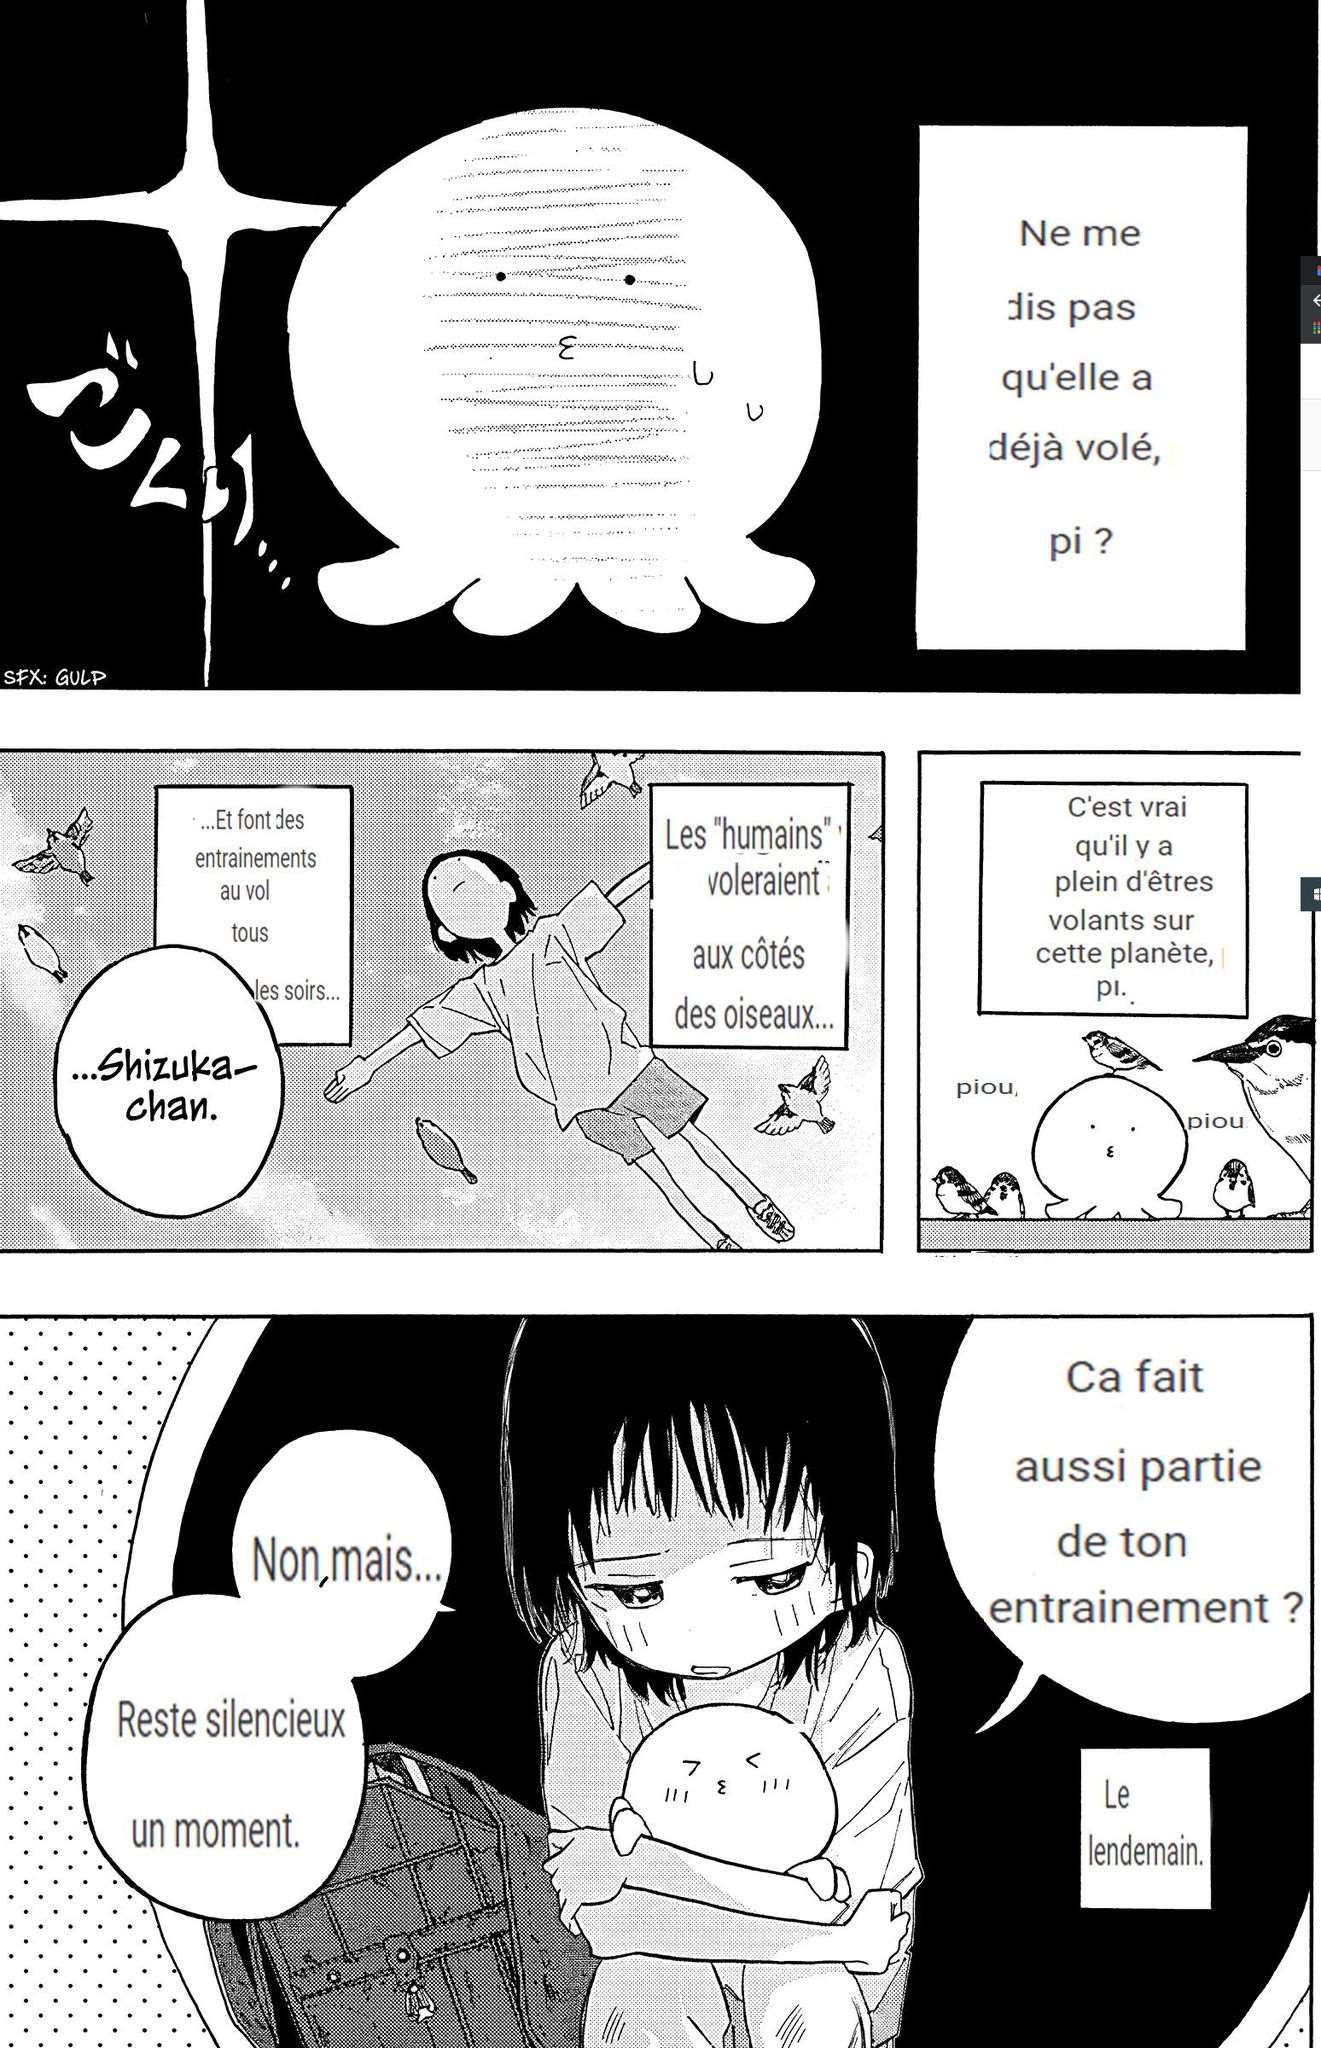 Ne me
dis pas
qu'elle a
déjà volé,
pi ?
ごくり…
SFX: GULP
C'est vrai
qu'il y a
plein d'êtres
volants sur
cette planète,
pi.
piou,
piou
Les "humains"
voleraient
aux côtés
des oiseaux...
...Et font des
entrainements
au vol
tous
les soirs...
...Shizuka-
chan.
Ca fait
aussi partie
de ton
entrainement ?
Le
lendemain.
Non, mais...
Reste silencieux
un moment.